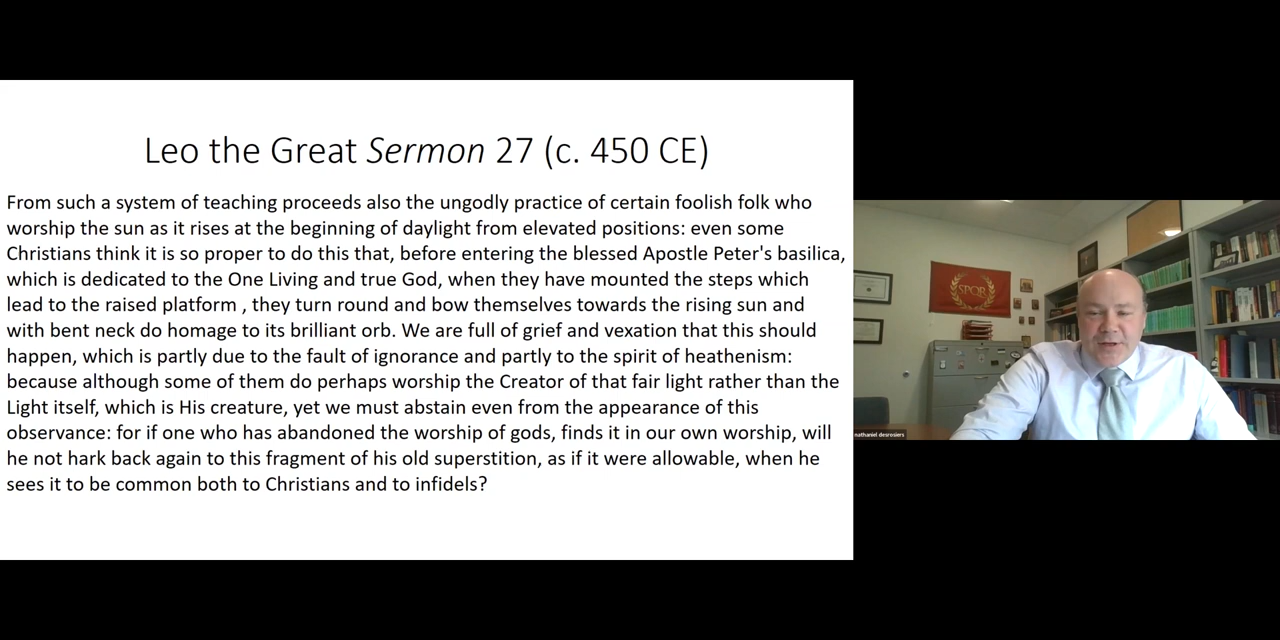 Leo the Great Sermon 27 (c. 450 CE)
From such a system of teaching proceeds also the ungodly practice of certain foolish folk who
worship the sun as it rises at the beginning of daylight from elevated positions: even some
Christians think it is so proper to do this that, before entering the blessed Apostle Peter's basilica,
which is dedicated to the One Living and true God, when they have mounted the steps which
lead to the raised platform , they turn round and bow themselves towards the rising sun and
with bent neck do homage to its brilliant orb. We are full of grief and vexation that this should
happen, which is partly due to the fault of ignorance and partly to the spirit of heathenism:
because although some of them do perhaps worship the Creator of that fair light rather than the
Light itself, which is His creature, yet we must abstain even from the appearance of this
observance: for if one who has abandoned the worship of gods, finds it in our own worship, will
he not hark back again to this fragment of his old superstition, as if it were allowable, when he
sees it to be common both to Christians and to infidels?
SPQR
nathaniel desrosiers